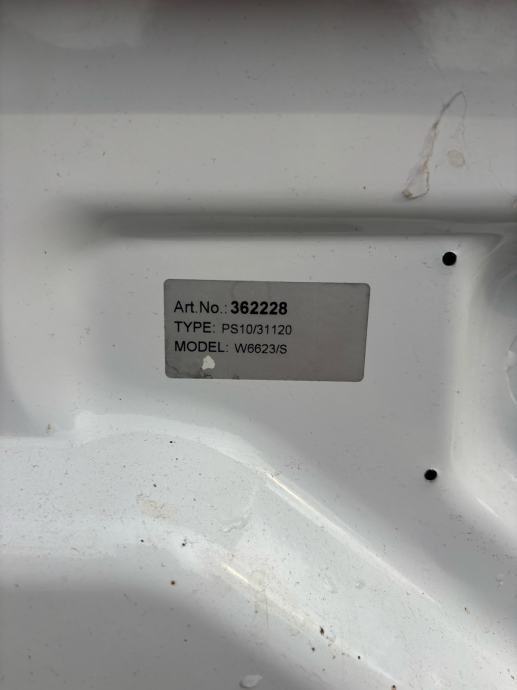 Art.No.: 362228
TYPE: PS10/31120
MODEL: W6623/S